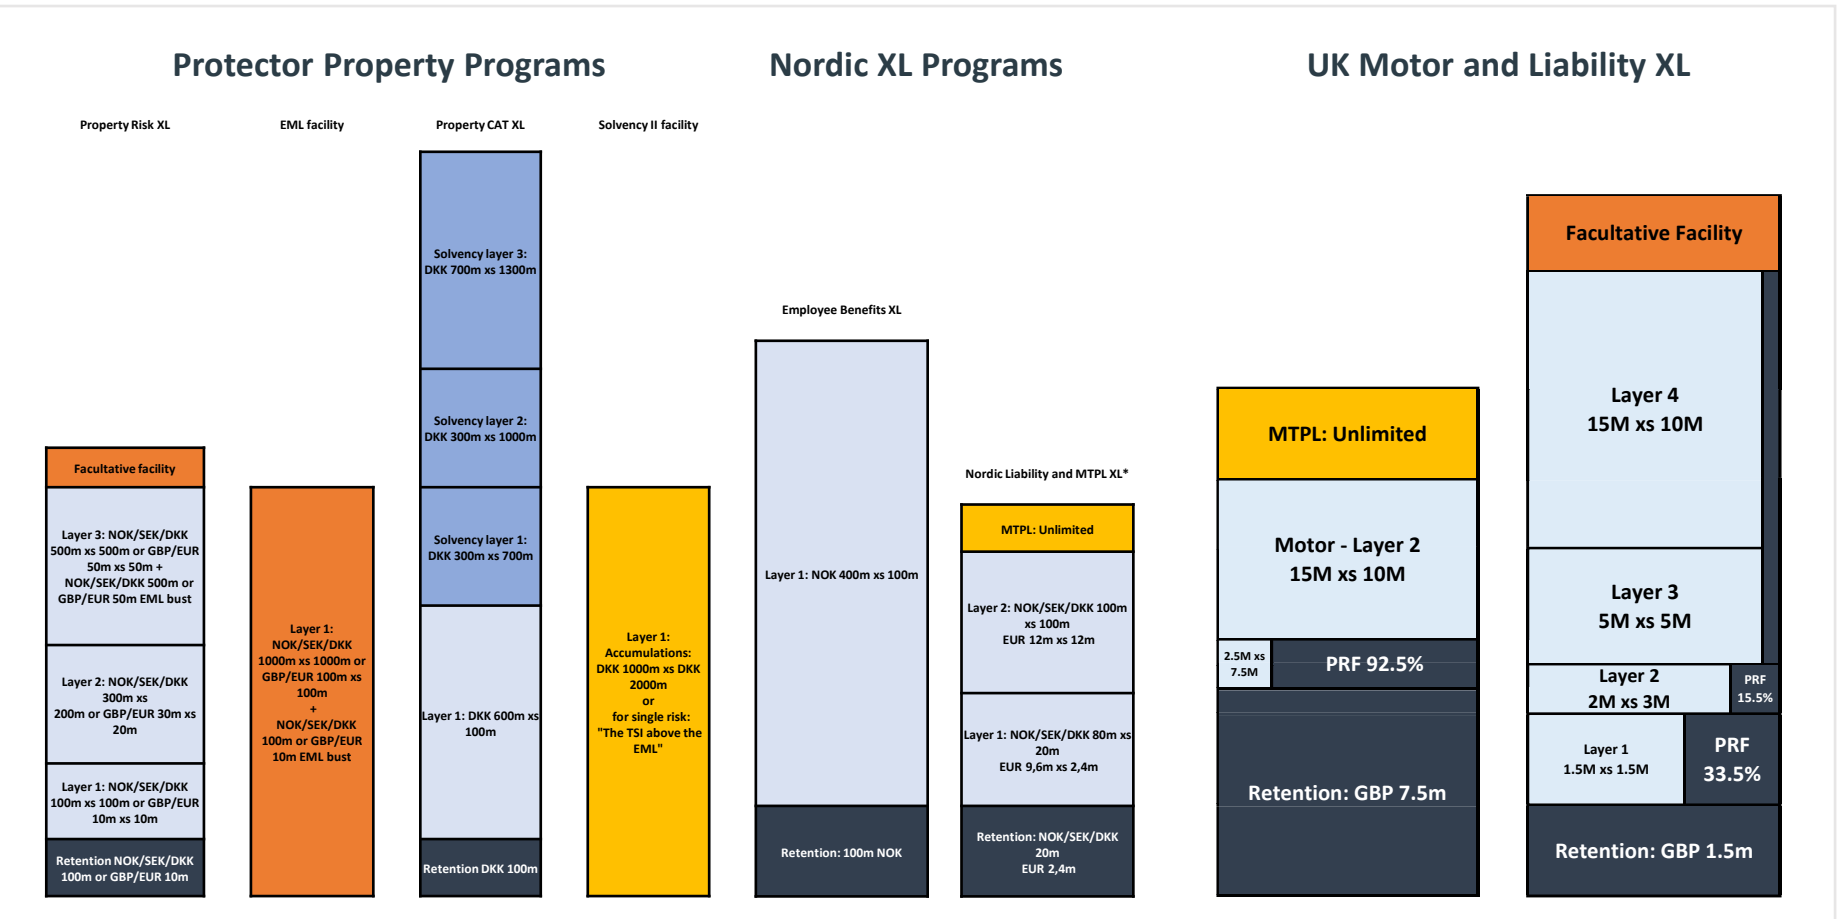 Protector Property Programs
Nordic XL Programs
UK Motor and Liability XL
Property Risk XL
EML facility
Property CAT XL
Solvency II facility
Facultative facility
Layer 3: NOK/SEK/DKK
500m xs 500m or GBP/EUR
50m xs 50m +
NOK/SEK/DKK 500m or
GBP/EUR 50m EML bust
Layer 2: NOK/SEK/DKK
300m xs
200m or GBP/EUR 30m xs
20m
Layer 1: NOK/SEK/DKK
100m xs 100m or GBP/EUR
10m xs 10m
Retention NOK/SEK/DKK
100m or GBP/EUR 10m
Layer 1:
NOK/SEK/DKK
1000m xs 1000m or
GBP/EUR 100m xs
100m
+
NOK/SEK/DKK
100m or GBP/EUR
10m EML bust
Solvency layer 3:
DKK 700m xs 1300m
Solvency layer 2:
DKK 300m xs 1000m
Solvency layer 1:
DKK 300m xs 700m
Layer 1: DKK 600m xs
100m
Retention DKK 100m
Layer 1:
Accumulations:
DKK 1000m xs DKK
2000m
or
for single risk:
"The TSI above the
EML"
Employee Benefits XL
Layer 1: NOK 400m xs 100m
Retention: 100m NOK
Nordic Liability and MTPL XL*
MTPL: Unlimited
Layer 2: NOK/SEK/DKK 100m
xs 100m
EUR 12m xs 12m
Layer 1: NOK/SEK/DKK 80m xs
20m
EUR 9,6m xs 2,4m
Retention: NOK/SEK/DKK
20m
EUR 2,4m
MTPL: Unlimited
Motor - Layer 2
15M xs 10M
2.5M xs
7.5M
PRF 92.5%
Retention: GBP 7.5m
Facultative Facility
Layer 4
15M xs 10M
Layer 3
5M xs 5M
Layer 2
2M xs 3M
PRF
15.5%
Layer 1
1.5M xs 1.5M
PRF
33.5%
Retention: GBP 1.5m